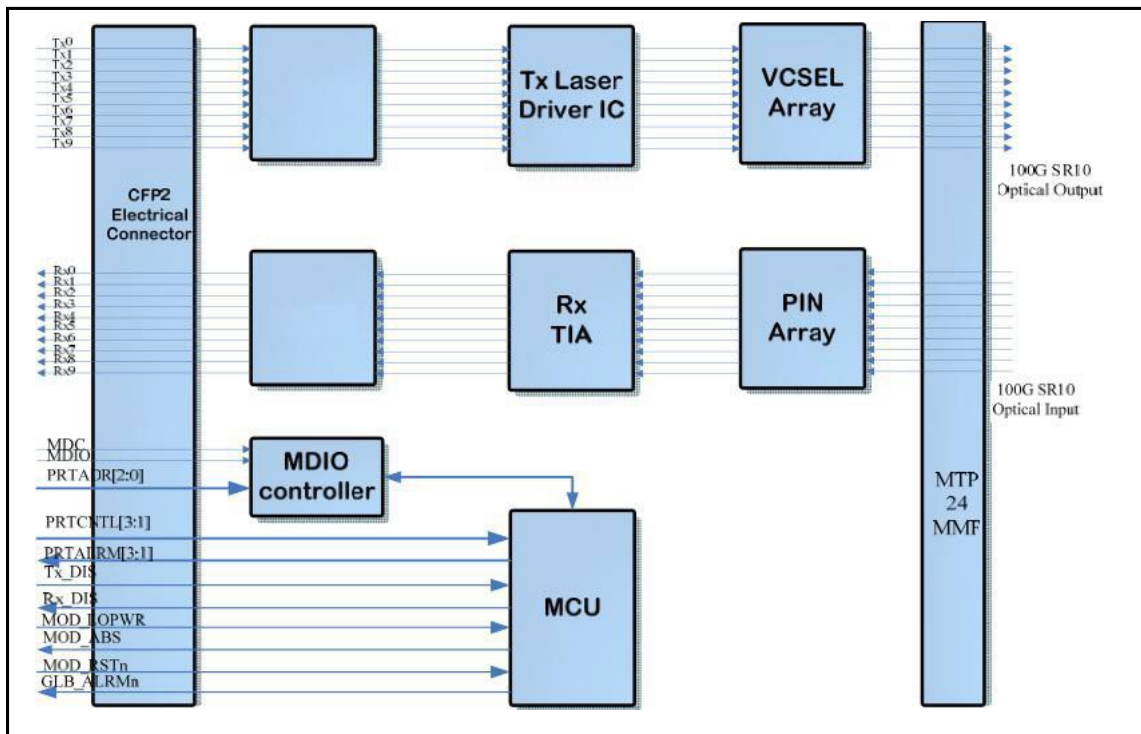 Tx0
Tx1
Tx2
Tx3
Tx4
Tx5
Tx6
Tx7
Tx8
Tx9
Tx Laser
Driver IC
VCSEL
Array
100G SR10
Optical Output
CFP2
Electrical
Connector
Rx0
Rx1
Rx2
Rx3
Rx4
Rx5
Rx6
Rx7
Rx8
Rx9
Rx
TIA
PIN
Array
100G SR10
Optical Input
MDC
MDIO
PRTADR[2:0]
MDIO
controller
MTP
24
MMF
PRTCNTL[3:1]
PRTALRM[3:1]
Tx_DIS
Rx_DIS
MOD_LOPWR
MOD_ABS
MOD_RSTn
GLB_ALRMn
MCU